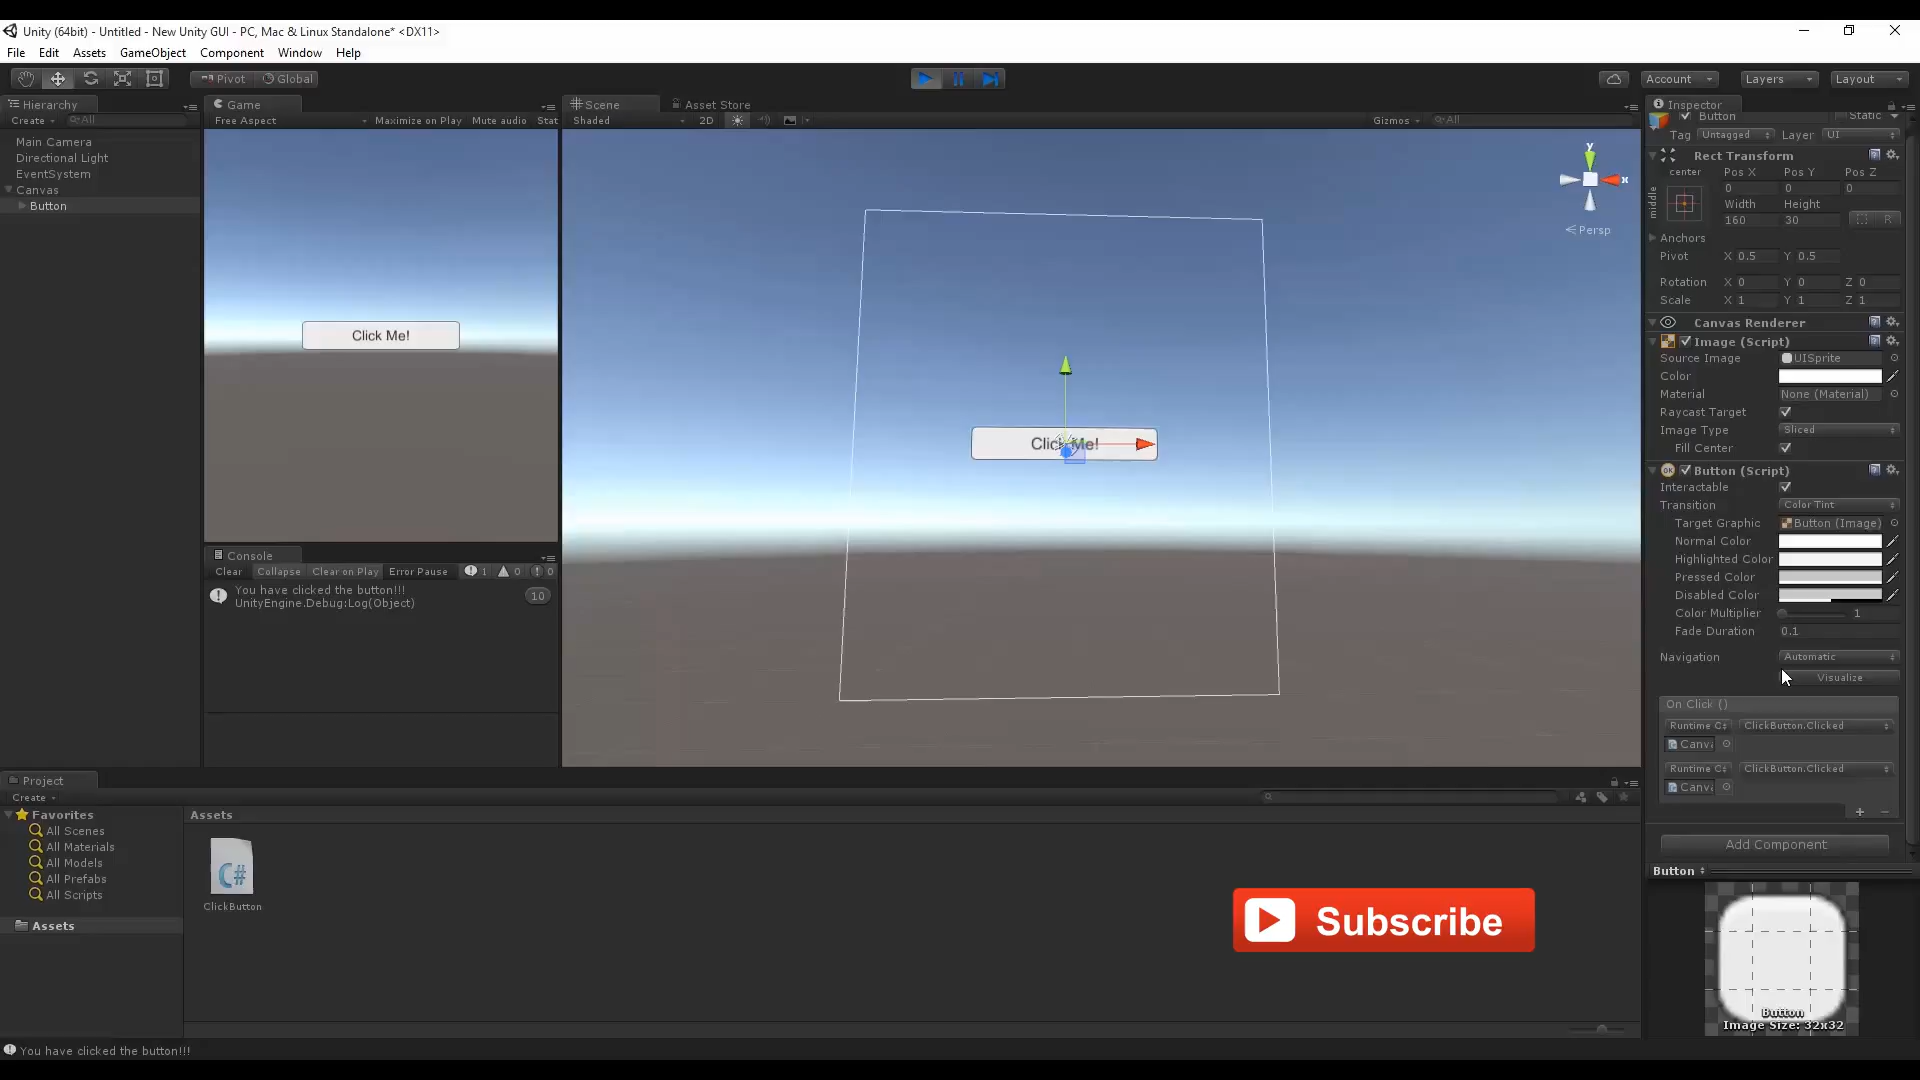 Unity (64bit) - Untitled - New Unity GUI - PC, Mac & Linux Standalone* <DX11>
File Edit Assets GameObject Component Window Help
Pivot Global Account Layers Layout
Hierarchy
Create All
Main Camera
Directional Light
EventSystem
Canvas
Button
Game
Free Aspect Maximize on Play Mute audio Stat
Click Me!
Console
Clear Collapse Clear on Play Error Pause 1 0 0
You have clicked the button!!!
UnityEngine.Debug:Log(Object)
10
Scene Asset Store
Shaded 2D Gizmos All
y
x
Persp
Click Me!
Inspector
Button Static
Tag Untagged Layer UI
Rect Transform
center Pos X Pos Y Pos Z
middle 0 0 0
Width Height
160 30 R
Anchors
Pivot X 0.5 Y 0.5
Rotation X 0 Y 0 Z 0
Scale X 1 Y 1 Z 1
Canvas Renderer
Image (Script)
Source Image UISprite
Color
Material None (Material)
Raycast Target
Image Type Sliced
Fill Center
OK Button (Script)
Interactable
Transition Color Tint
Target Graphic Button (Image)
Normal Color
Highlighted Color
Pressed Color
Disabled Color
Color Multiplier 1
Fade Duration 0.1
Navigation Automatic
Visualize
On Click ()
Runtime C ClickButton.Clicked
Canva
Runtime C ClickButton.Clicked
Canva
Add Component
Button
Button
Image Size: 32x32
Project
Create
Favorites
All Scenes
All Materials
All Models
All Prefabs
All Scripts
Assets
Assets
C#
ClickButton
Subscribe
You have clicked the button!!!